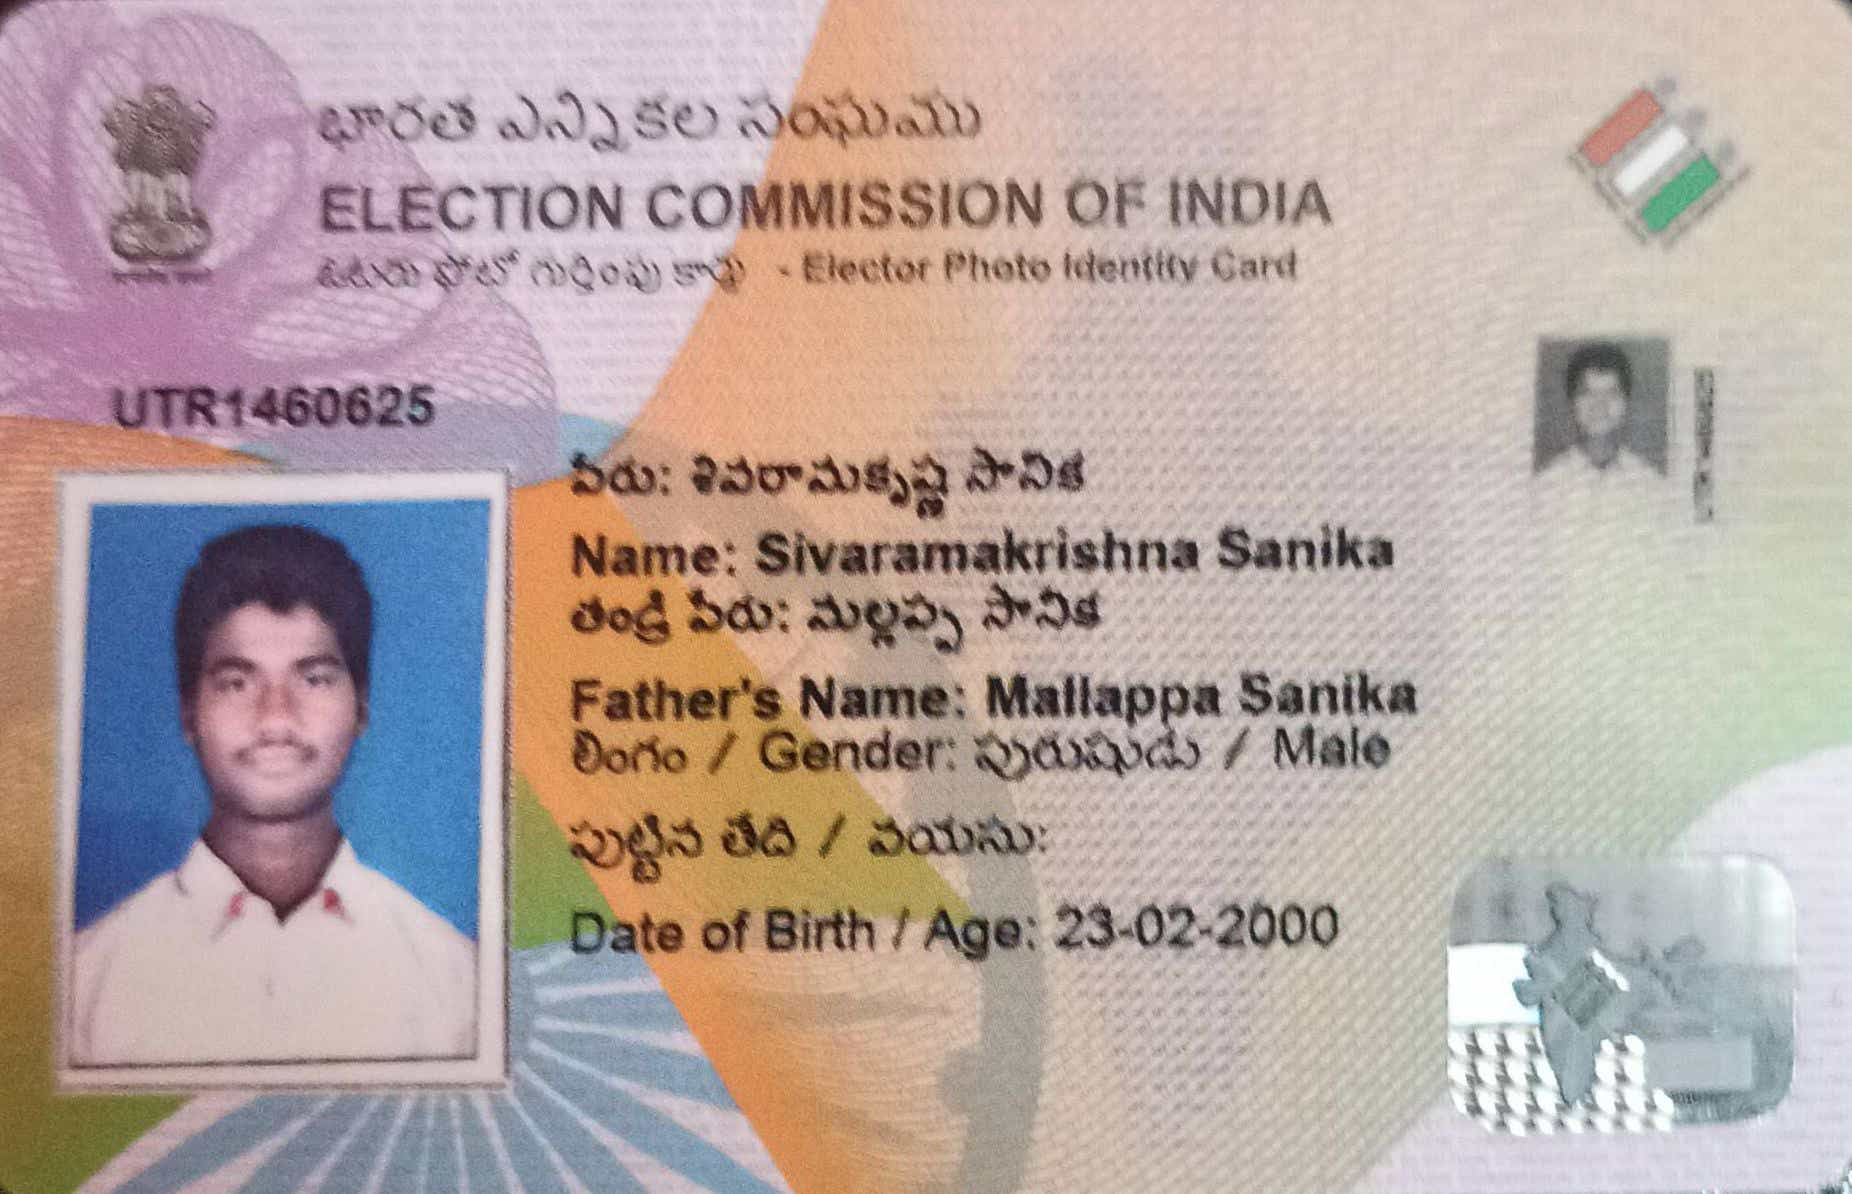 భారత ఎన్నికల సంఘము
ELECTION COMMISSION OF INDIA
ఓటరు ఫోటో గుర్తింపు కార్డు - Elector Photo Identity Card
UTR1460625
పేరు: శివరామకృష్ణ సానిక
Name: Sivaramakrishna Sanika
తండ్రి పేరు: మల్లప్ప సానిక
Father's Name: Mallappa Sanika
లింగం / Gender: పురుషుడు / Male
పుట్టిన తేది / వయసు:
Date of Birth / Age: 23-02-2000